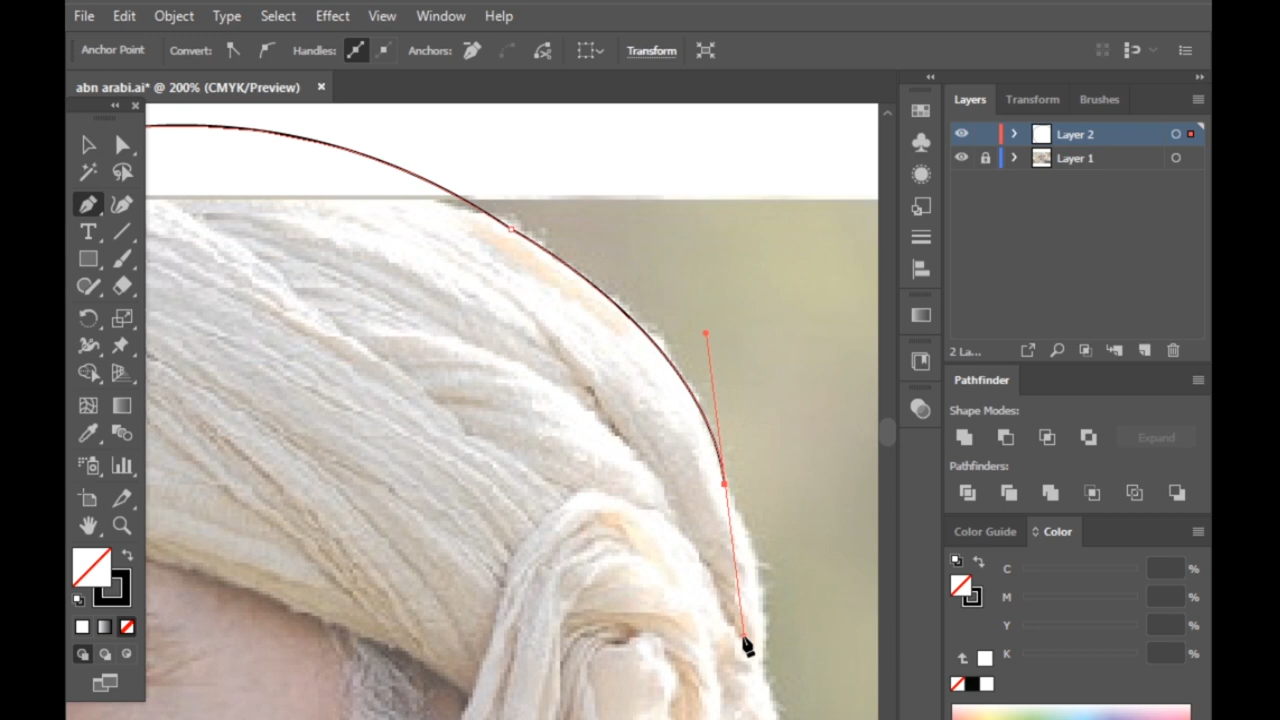 File Edit Object Type Select Effect View Window Help
Anchor Point Convert: Handles: Anchors: Transform
abn arabi.ai* @ 200% (CMYK/Preview)
Layers Transform Brushes
Layer 2
Layer 1
2 La...
Pathfinder
Shape Modes:
Expand
Pathfinders:
Color Guide Color
C %
M %
Y %
K %